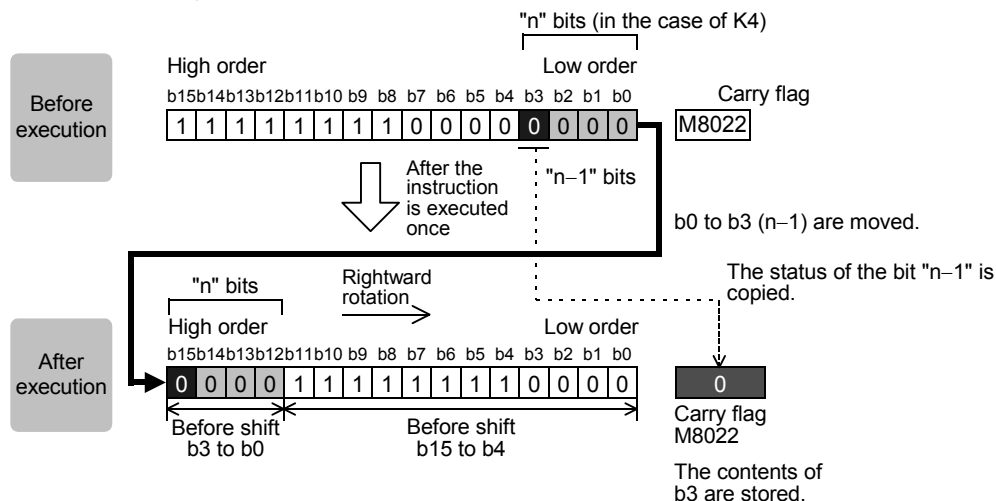 "n" bits (in the case of K4)
High order
Low order
Before
execution
b15b14b13b12b11b10 b9 b8 b7 b6 b5 b4 b3 b2 b1 b0
Carry flag
1 1 1 1 1 1 1 1 0 0 0 0 0 0 0 0
M8022
After the
instruction
is executed
once
"n−1" bits
b0 to b3 (n−1) are moved.
The status of the bit "n−1" is
copied.
"n" bits
Rightward
rotation
High order
Low order
After
execution
b15b14b13b12b11b10 b9 b8 b7 b6 b5 b4 b3 b2 b1 b0
0 0 0 0 1 1 1 1 1 1 1 1 0 0 0 0
0
Before shift
b3 to b0
Before shift
b15 to b4
Carry flag
M8022
The contents of
b3 are stored.